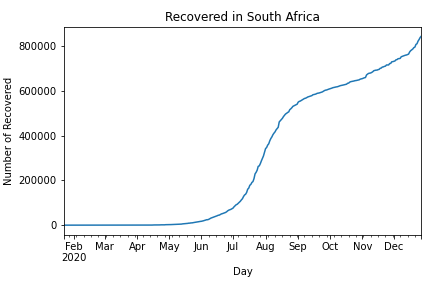 Recovered in South Africa
Number of Recovered
800000
600000
400000
200000
0
Feb Mar Apr May Jun Jul Aug Sep Oct Nov Dec
2020
Day